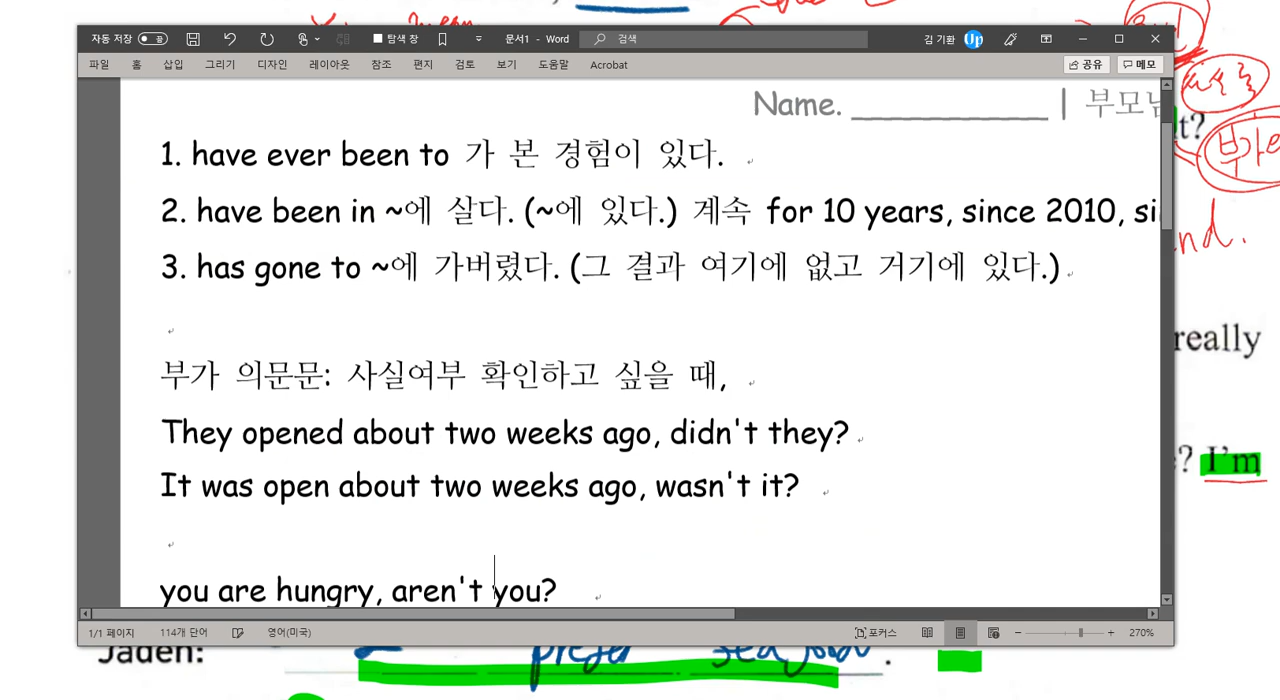 자동 저장 끔 탐색 창 문서1 - Word 검색 김 기환 Up
파일 홈 삽입 그리기 디자인 레이아웃 참조 편지 검토 보기 도움말 Acrobat 공유 메모
Name. ____________ | 부모님
1. have ever been to 가 본 경험이 있다.
2. have been in ~에 살다. (~에 있다.) 계속 for 10 years, since 2010, si
3. has gone to ~에 가버렸다. (그 결과 여기에 없고 거기에 있다.)
부가 의문문: 사실여부 확인하고 싶을 때,
They opened about two weeks ago, didn't they?
It was open about two weeks ago, wasn't it?
you are hungry, aren't you?
1/1 페이지 114개 단어 영어(미국) 포커스 270%
t?
nd.
really
? I'm
Jaden: prefer seafood.